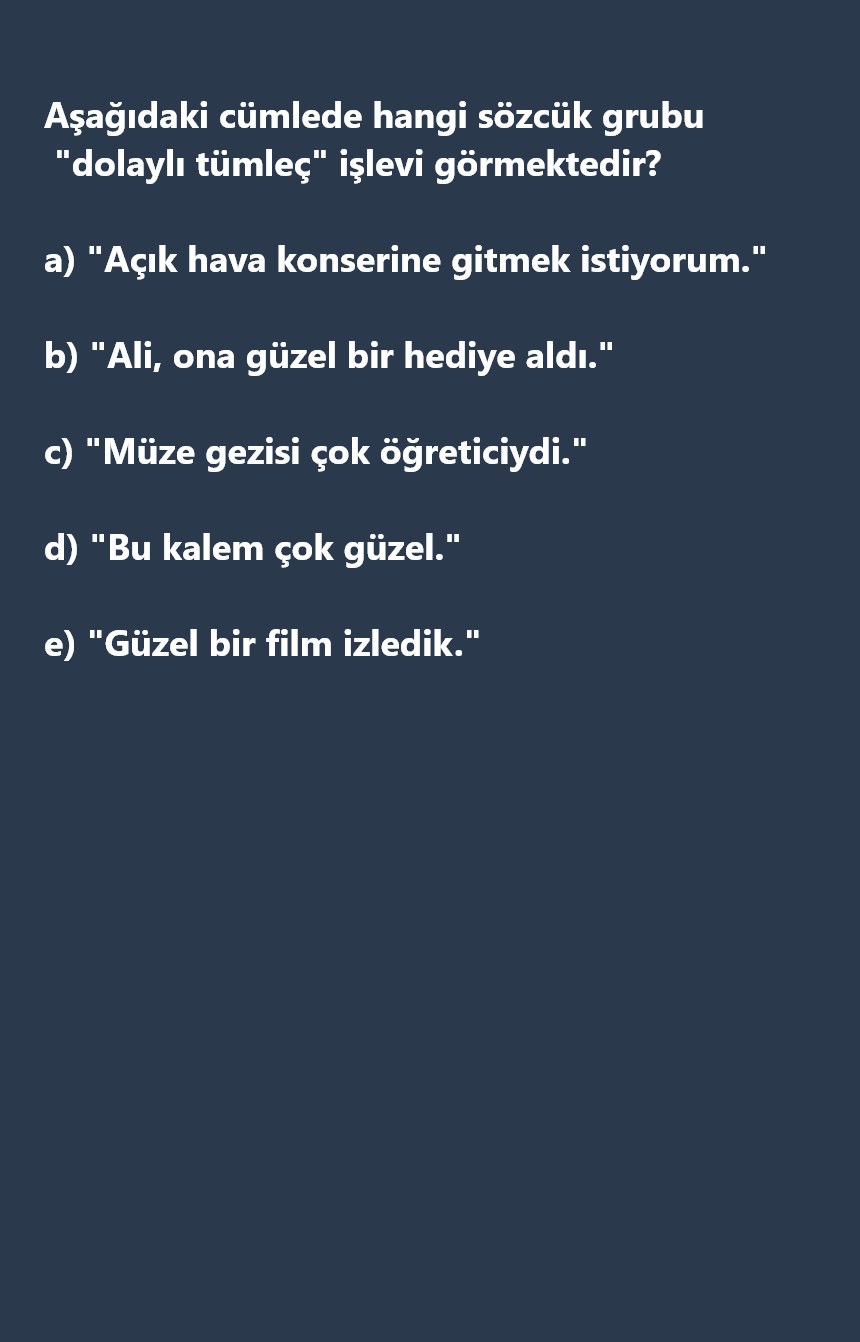 Aşağıdaki cümlede hangi sözcük grubu
"dolaylı tümleç" işlevi görmektedir?
a) "Açık hava konserine gitmek istiyorum."
b) "Ali, ona güzel bir hediye aldı."
c) "Müze gezisi çok öğreticiydi."
d) "Bu kalem çok güzel."
e) "Güzel bir film izledik."